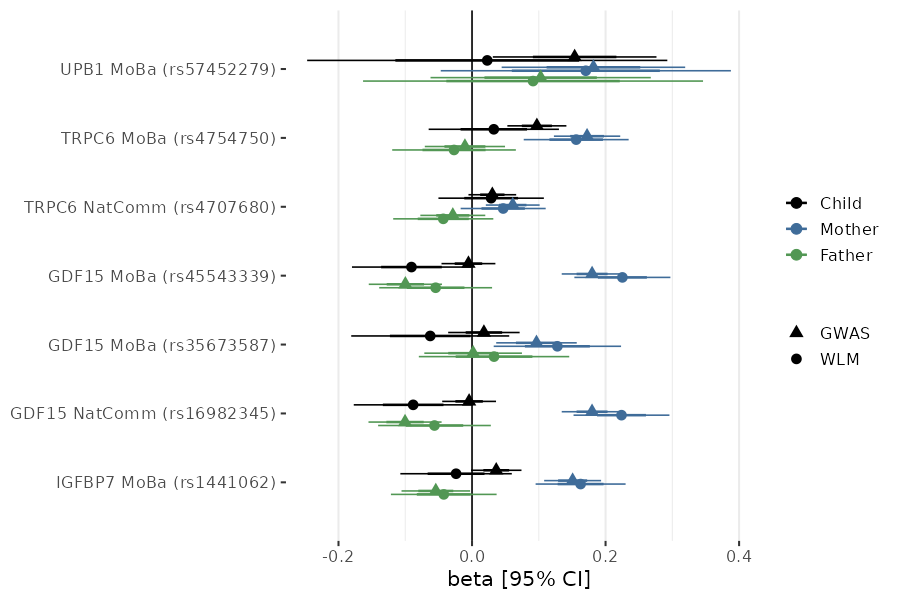 UPB1 MoBa (rs57452279)
TRPC6 MoBa (rs4754750)
TRPC6 NatComm (rs4707680)
GDF15 MoBa (rs45543339)
GDF15 MoBa (rs35673587)
GDF15 NatComm (rs16982345)
IGFBP7 MoBa (rs1441062)
-0.2 0.0 0.2 0.4
beta [95% CI]
Child
Mother
Father
GWAS
WLM